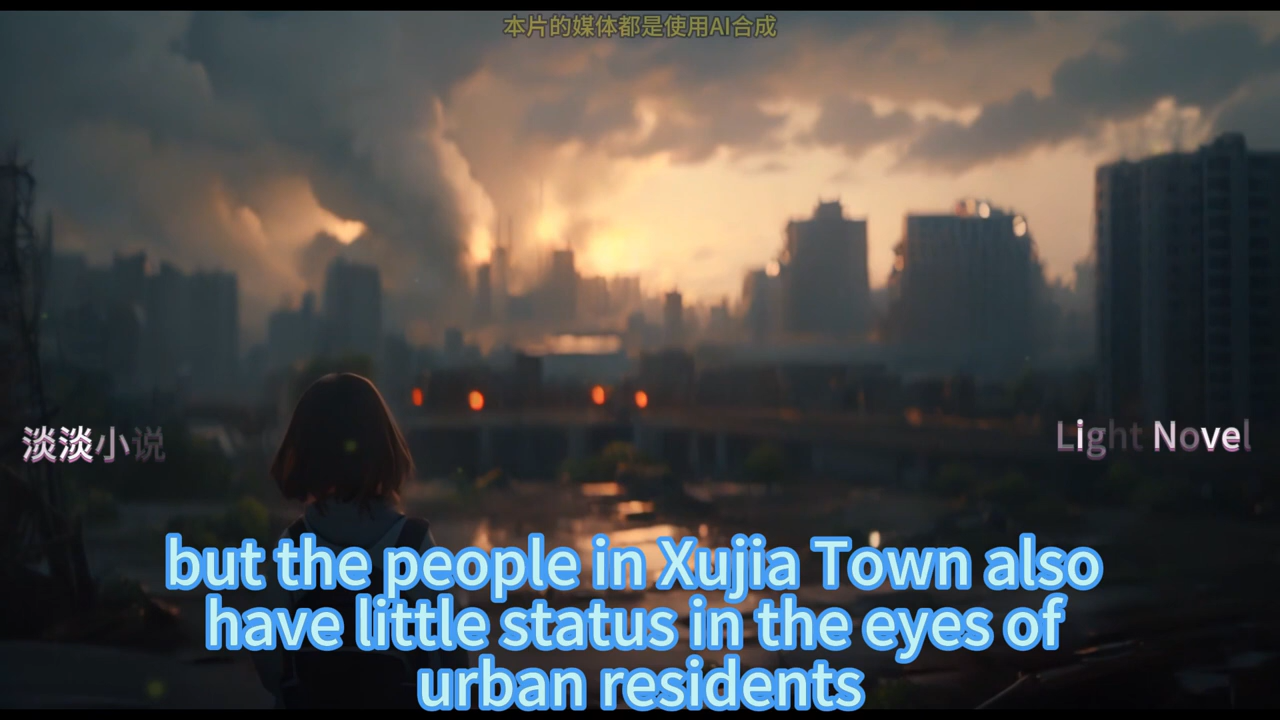 本片的媒体都是使用AI合成
淡淡小说
Light Novel
but the people in Xujia Town also
have little status in the eyes of
urban residents